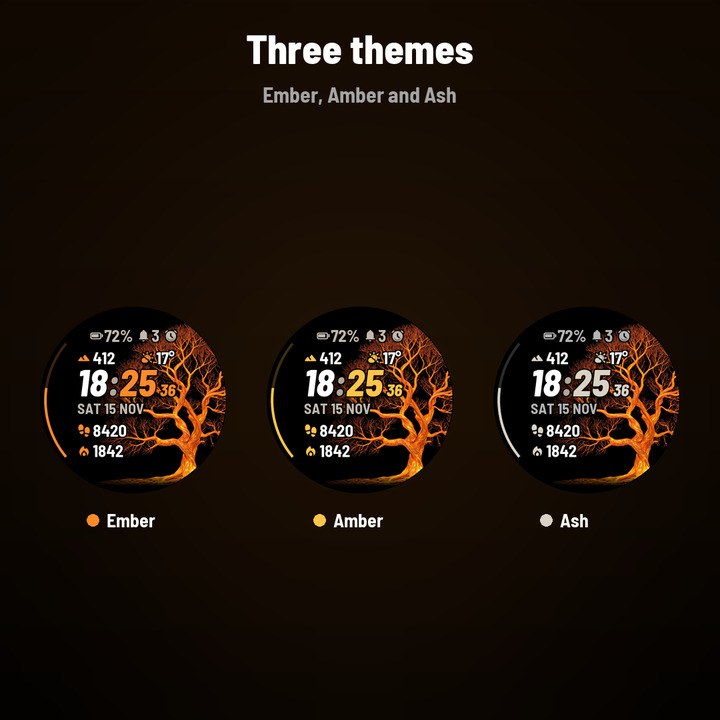 Three themes
Ember, Amber and Ash
72% 3
412 17°
18:25 36
SAT 15 NOV
8420
1842
72% 3
412 17°
18:25 36
SAT 15 NOV
8420
1842
72% 3
412 17°
18:25 36
SAT 15 NOV
8420
1842
Ember
Amber
Ash